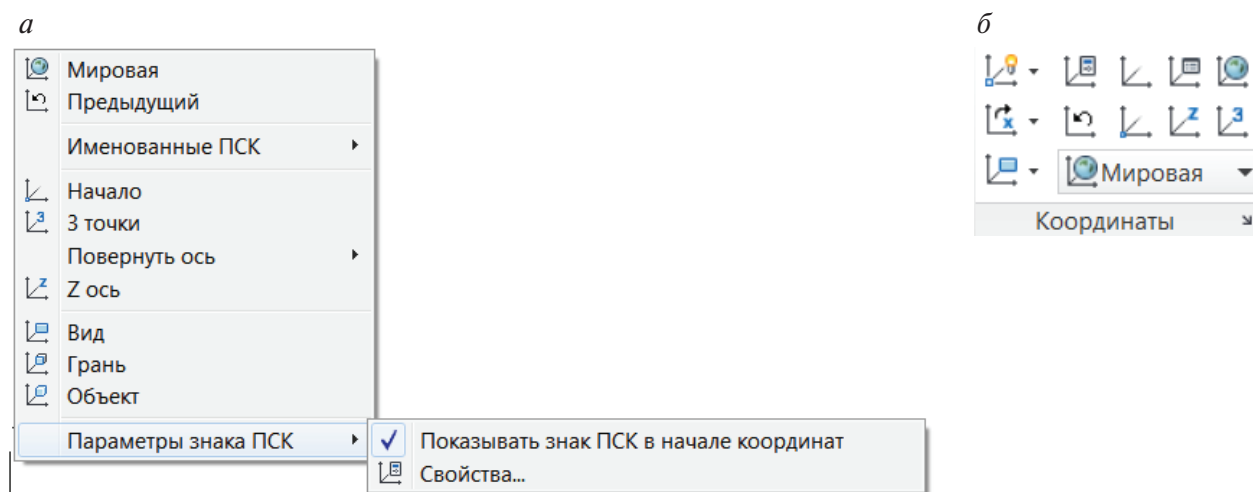 а
Мировая
Предыдущий
Именованные ПСК
Начало
3 точки
Повернуть ось
Z ось
Вид
Грань
Объект
Параметры знака ПСК
Показывать знак ПСК в начале координат
Свойства...
б
Мировая
Координаты